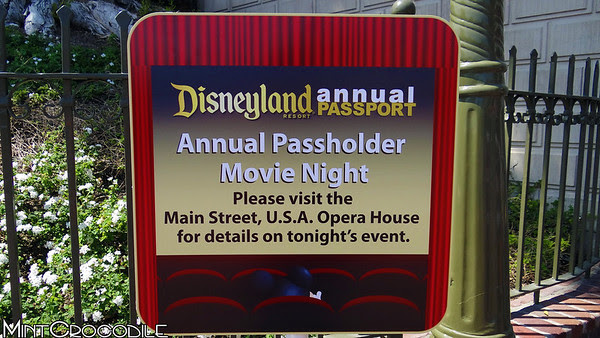 Disneyland annual
RESORT PASSPORT
Annual Passholder
Movie Night
Please visit the
Main Street, U.S.A. Opera House
for details on tonight's event.
MintCrocodile